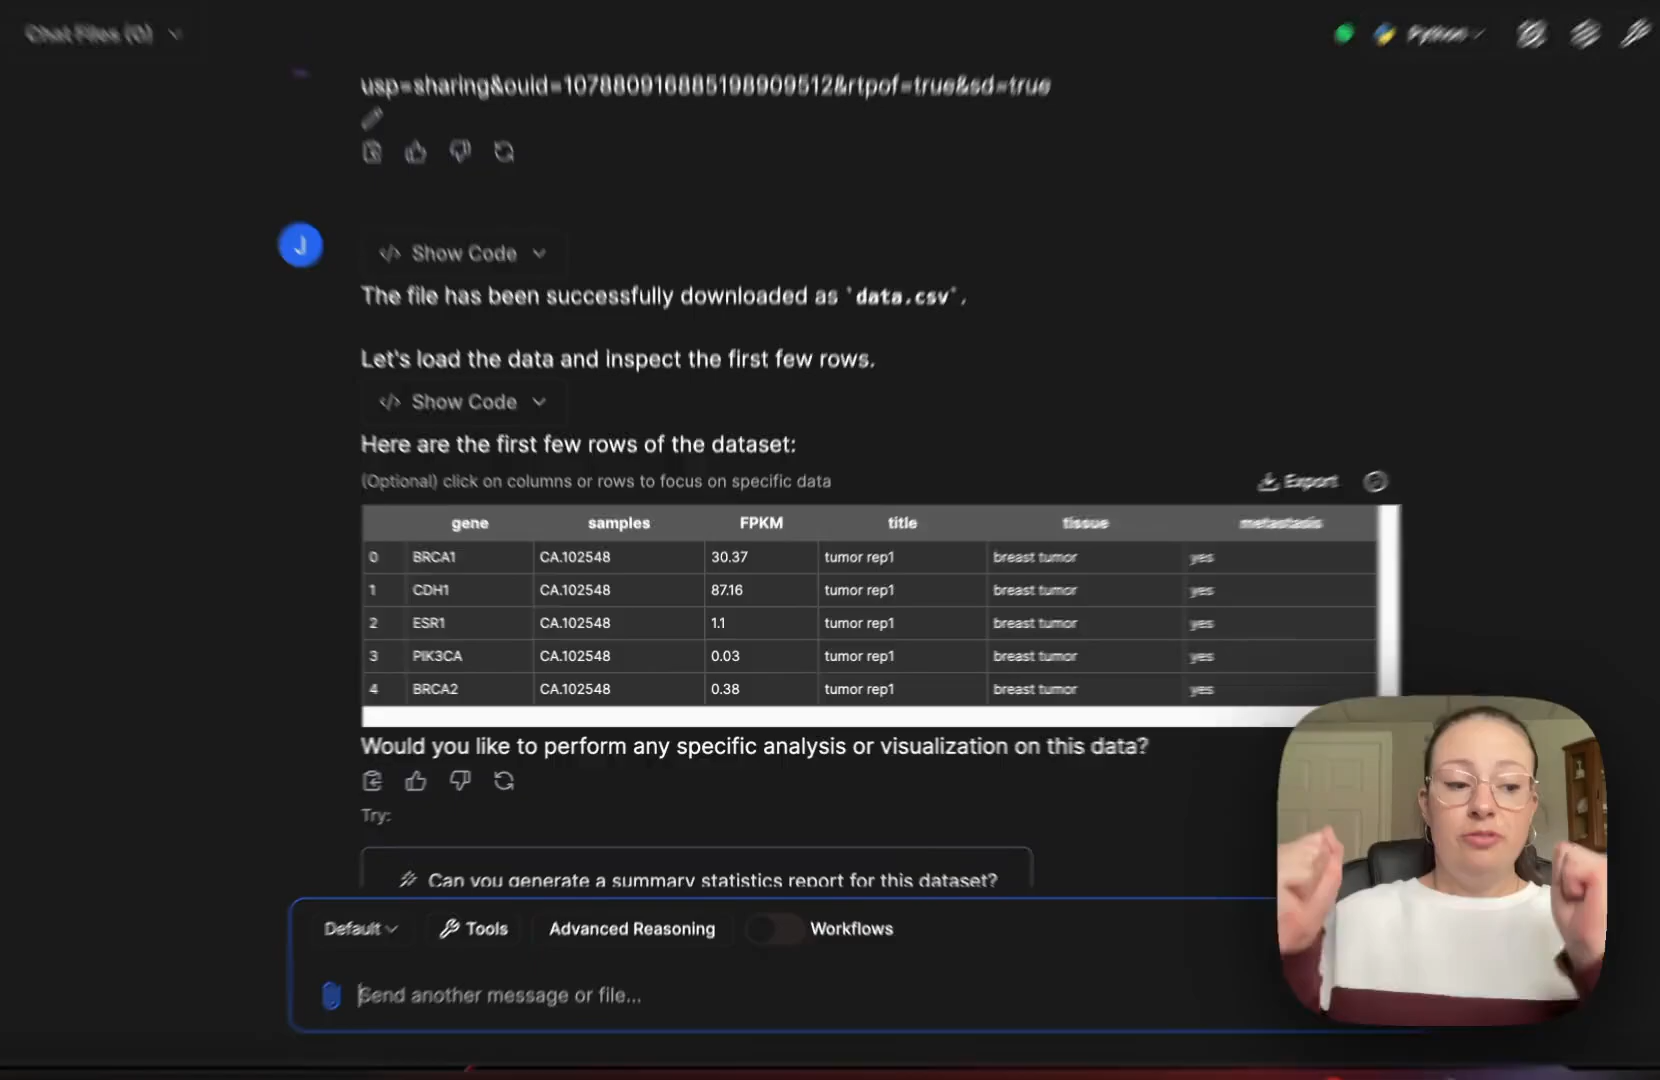 Chat Files (0)
Python
usp=sharing&ouid=107880916885198909512&rtpof=true&sd=true
J
</> Show Code
The file has been successfully downloaded as `data.csv`.
Let's load the data and inspect the first few rows.
</> Show Code
Here are the first few rows of the dataset:
(Optional) click on columns or rows to focus on specific data
Export
gene samples FPKM title tissue metastasis
0 BRCA1 CA.102548 30.37 tumor rep1 breast tumor yes
1 CDH1 CA.102548 87.16 tumor rep1 breast tumor yes
2 ESR1 CA.102548 1.1 tumor rep1 breast tumor yes
3 PIK3CA CA.102548 0.03 tumor rep1 breast tumor yes
4 BRCA2 CA.102548 0.38 tumor rep1 breast tumor yes
Would you like to perform any specific analysis or visualization on this data?
Try:
Can you generate a summary statistics report for this dataset?
Default Tools Advanced Reasoning Workflows
Send another message or file...